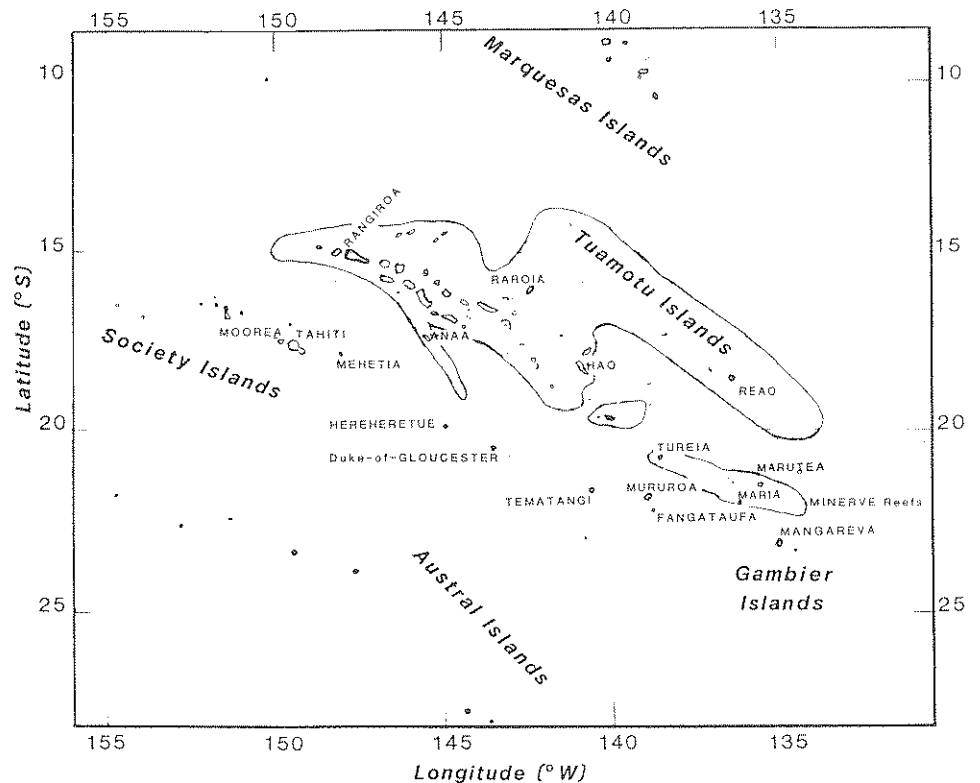 155
150
145
140
135
Marquesas Islands
10
10
RANGIROA
15
15
Tuamotu Islands
RAROIA
Latitude (°S)
MOOREA TAHITI
ANAA
Society Islands
MEHETIA
HAO
REAO
20
HEREHERETUE
20
Duke-of-GLOUCESTER
TUREIA
MARUTEA
TEMATANGI
MURUROA
MARIA
MINERVE Reefs
FANGATAUFA
MANGAREVA
Austral Islands
Gambier
Islands
25
25
155
150
145
140
135
Longitude (°W)